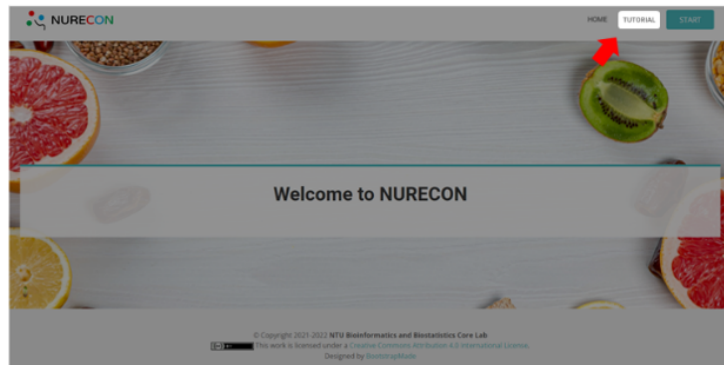 NURECON
HOME TUTORIAL START
Welcome to NURECON
© Copyright 2021-2022 NTU Bioinformatics and Biostatistics Core Lab
This work is licensed under a Creative Commons Attribution 4.0 International License.
Designed by BootstrapMade